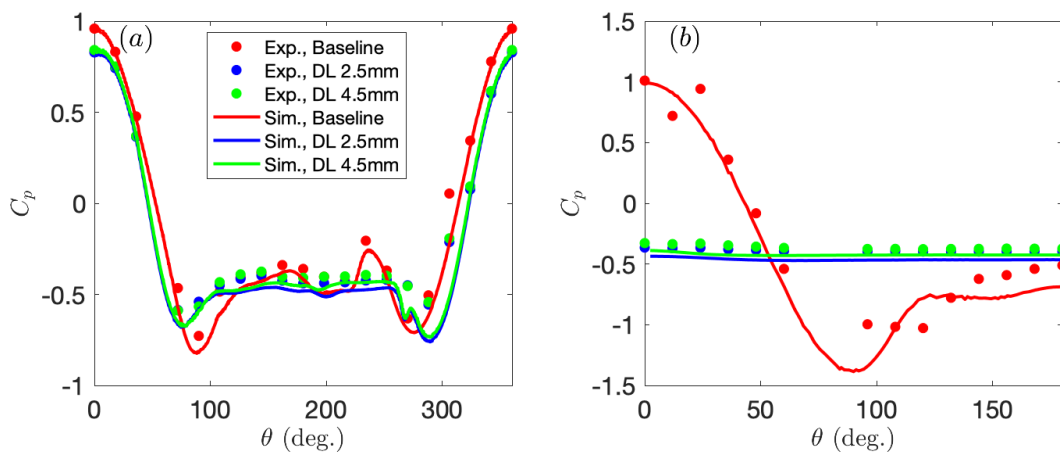 (a)
Exp., Baseline
Exp., DL 2.5mm
Exp., DL 4.5mm
Sim., Baseline
Sim., DL 2.5mm
Sim., DL 4.5mm
1
0.5
0
-0.5
-1
C_p
0 100 200 300
θ (deg.)
(b)
1.5
1
0.5
0
-0.5
-1
-1.5
C_p
0 50 100 150
θ (deg.)